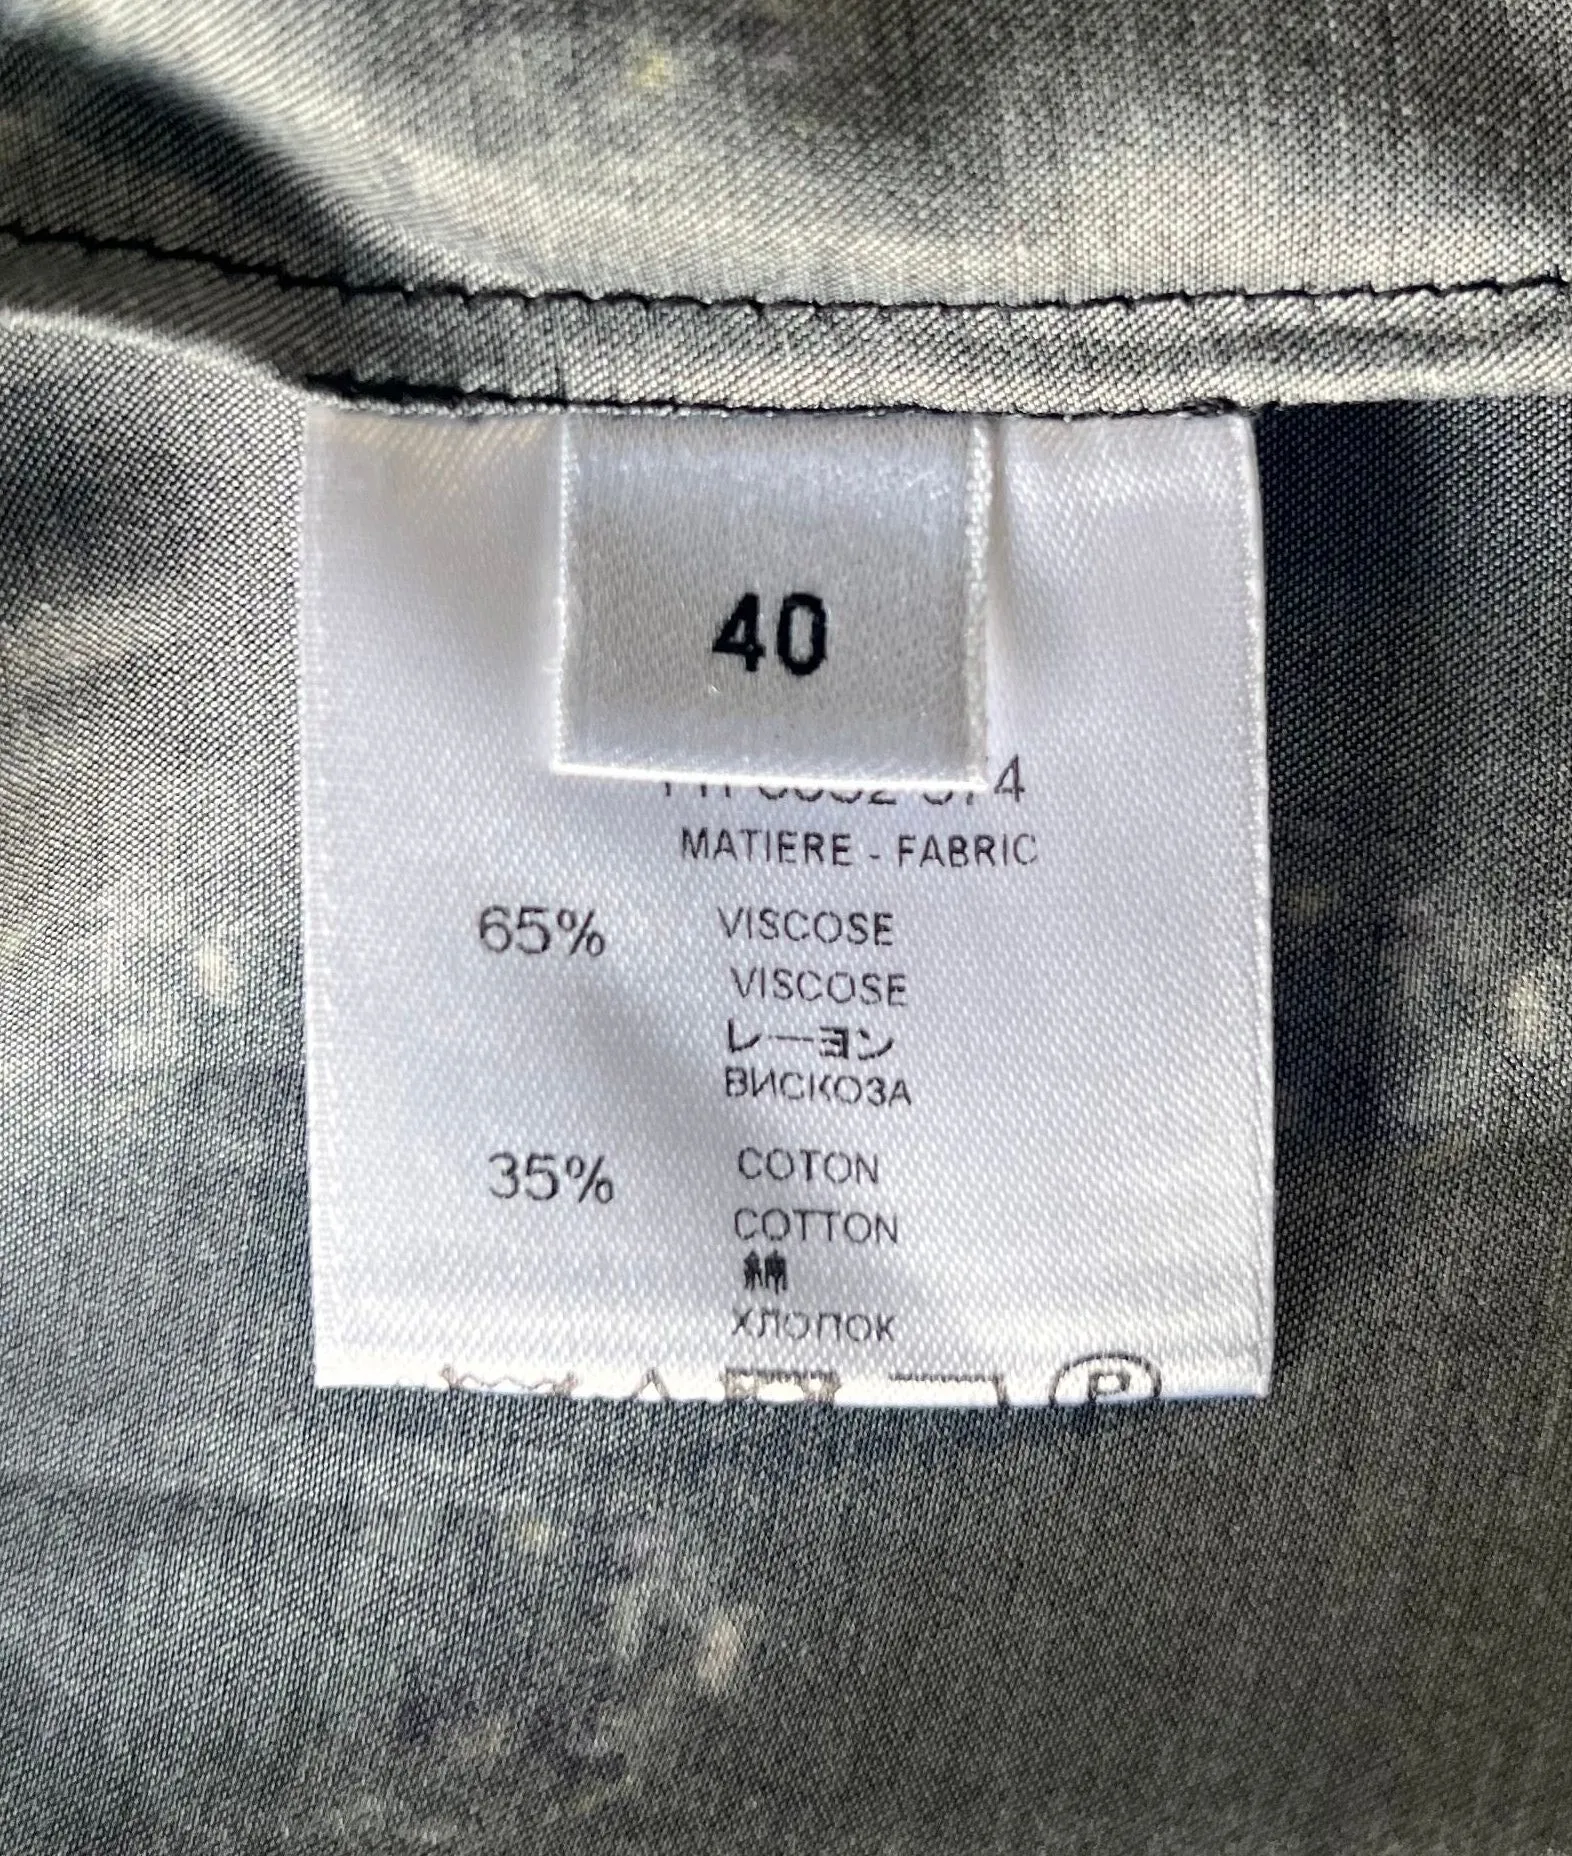 40
MATIERE - FABRIC
65% VISCOSE
VISCOSE
レーヨン
ВИСКОЗА
35% COTON
COTTON
綿
ХЛОПОК
P